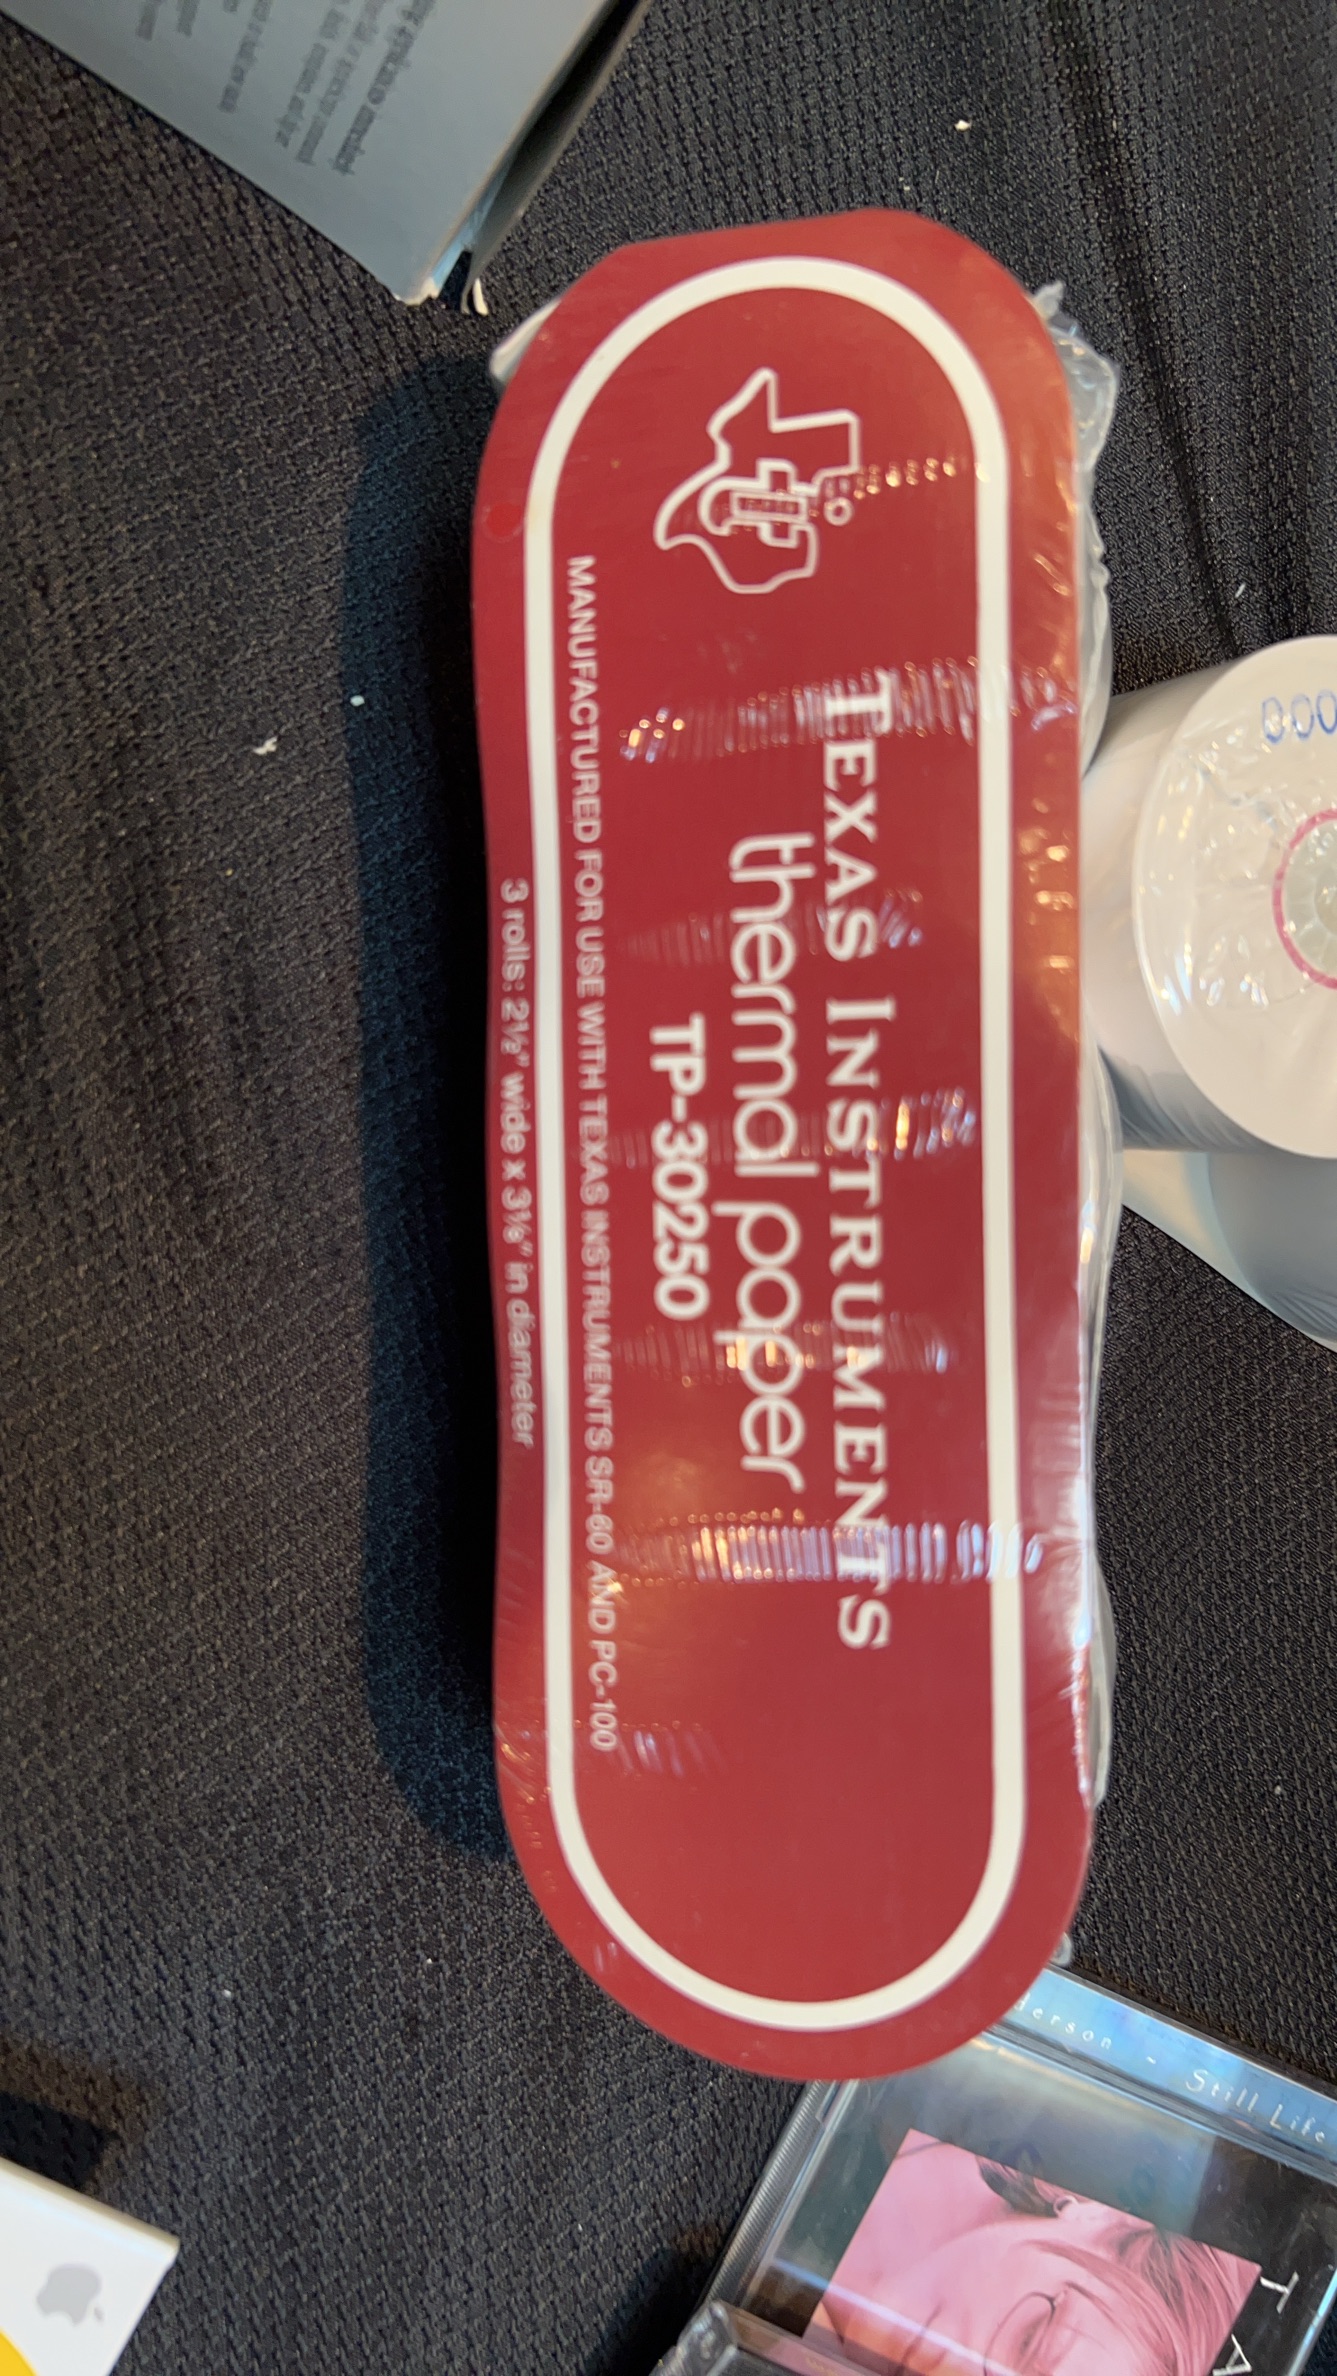 TEXAS INSTRUMENTS
thermal paper
TP-30250
MANUFACTURED FOR USE WITH TEXAS INSTRUMENTS SR-60 AND PC-100
3 rolls: 2½" wide x 3⅛" in diameter
Still Life